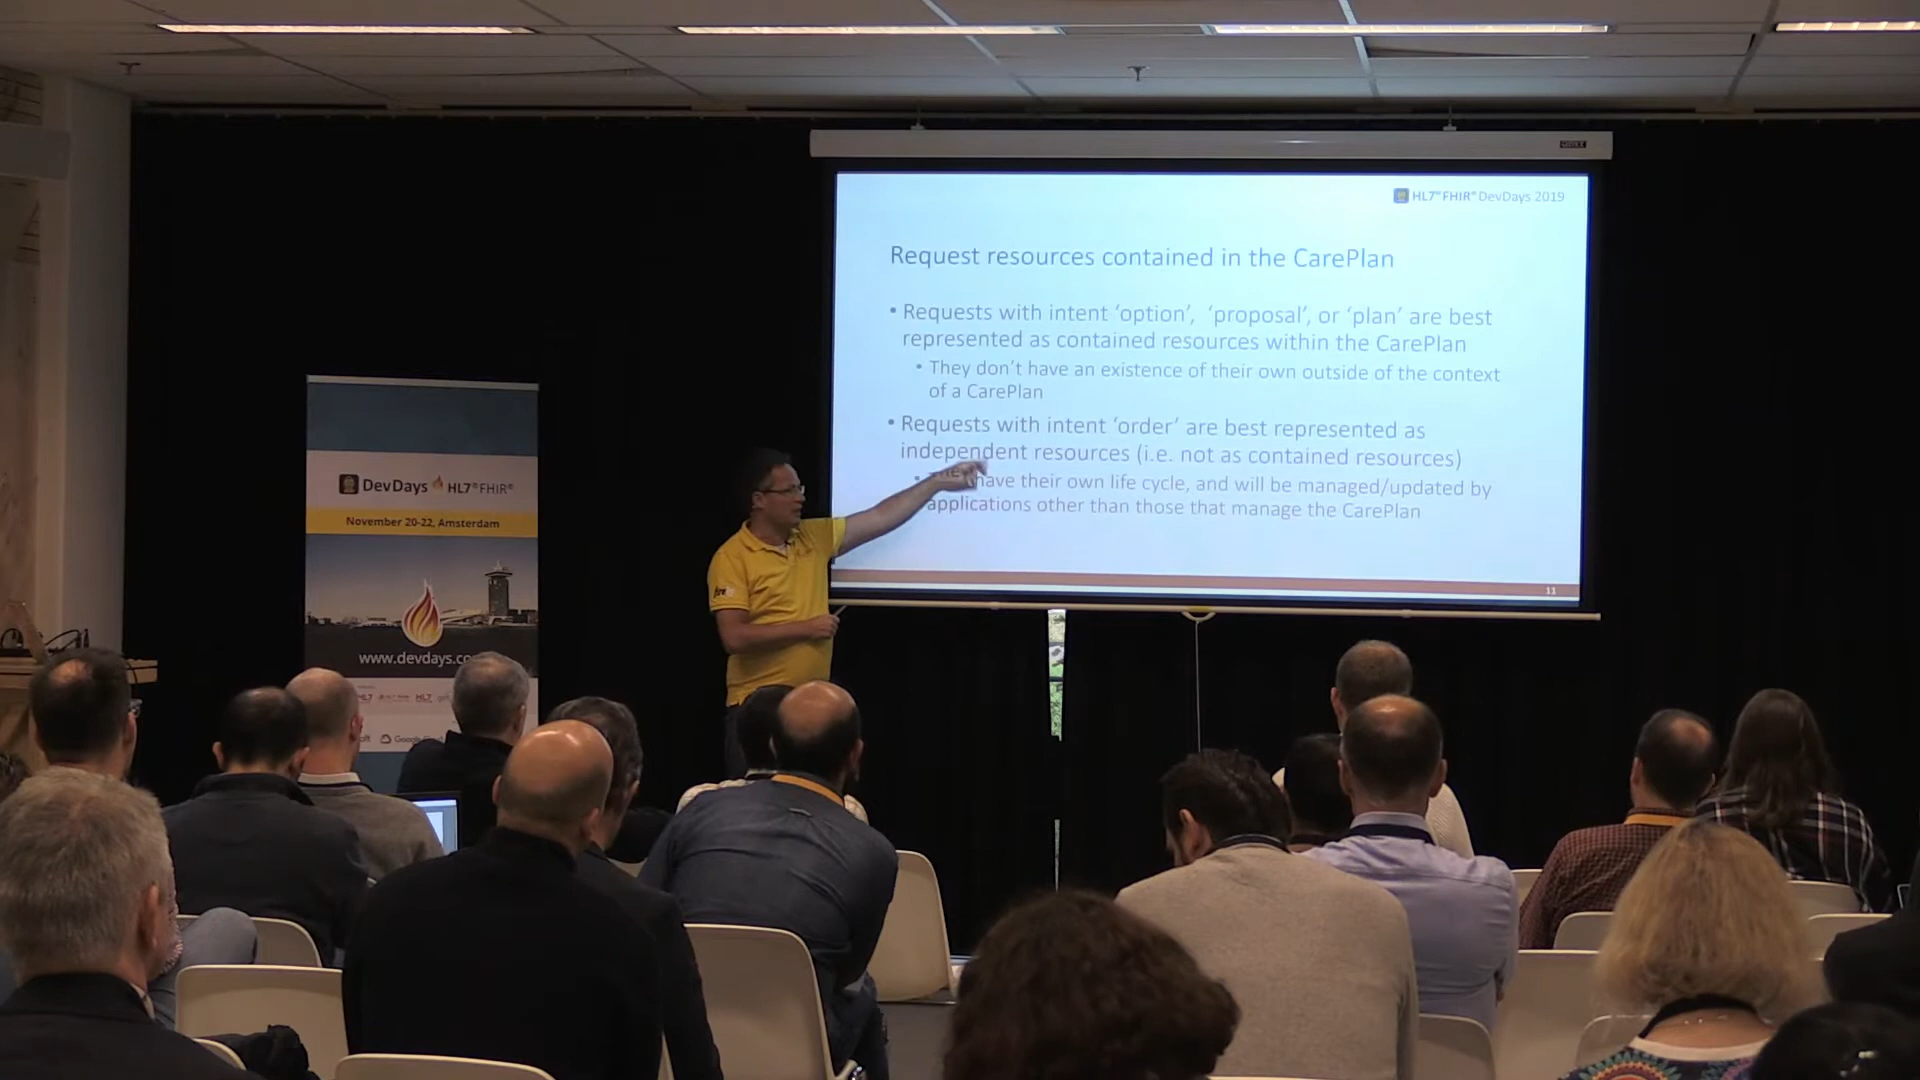 HL7® FHIR® DevDays 2019
Request resources contained in the CarePlan
• Requests with intent ‘option’, ‘proposal’, or ‘plan’ are best
represented as contained resources within the CarePlan
• They don’t have an existence of their own outside of the context
of a CarePlan
• Requests with intent ‘order’ are best represented as
independent resources (i.e. not as contained resources)
• have their own life cycle, and will be managed/updated by
applications other than those that manage the CarePlan
11
DevDays HL7® FHIR®
November 20-22, Amsterdam
www.devdays.co
HL7
HL7